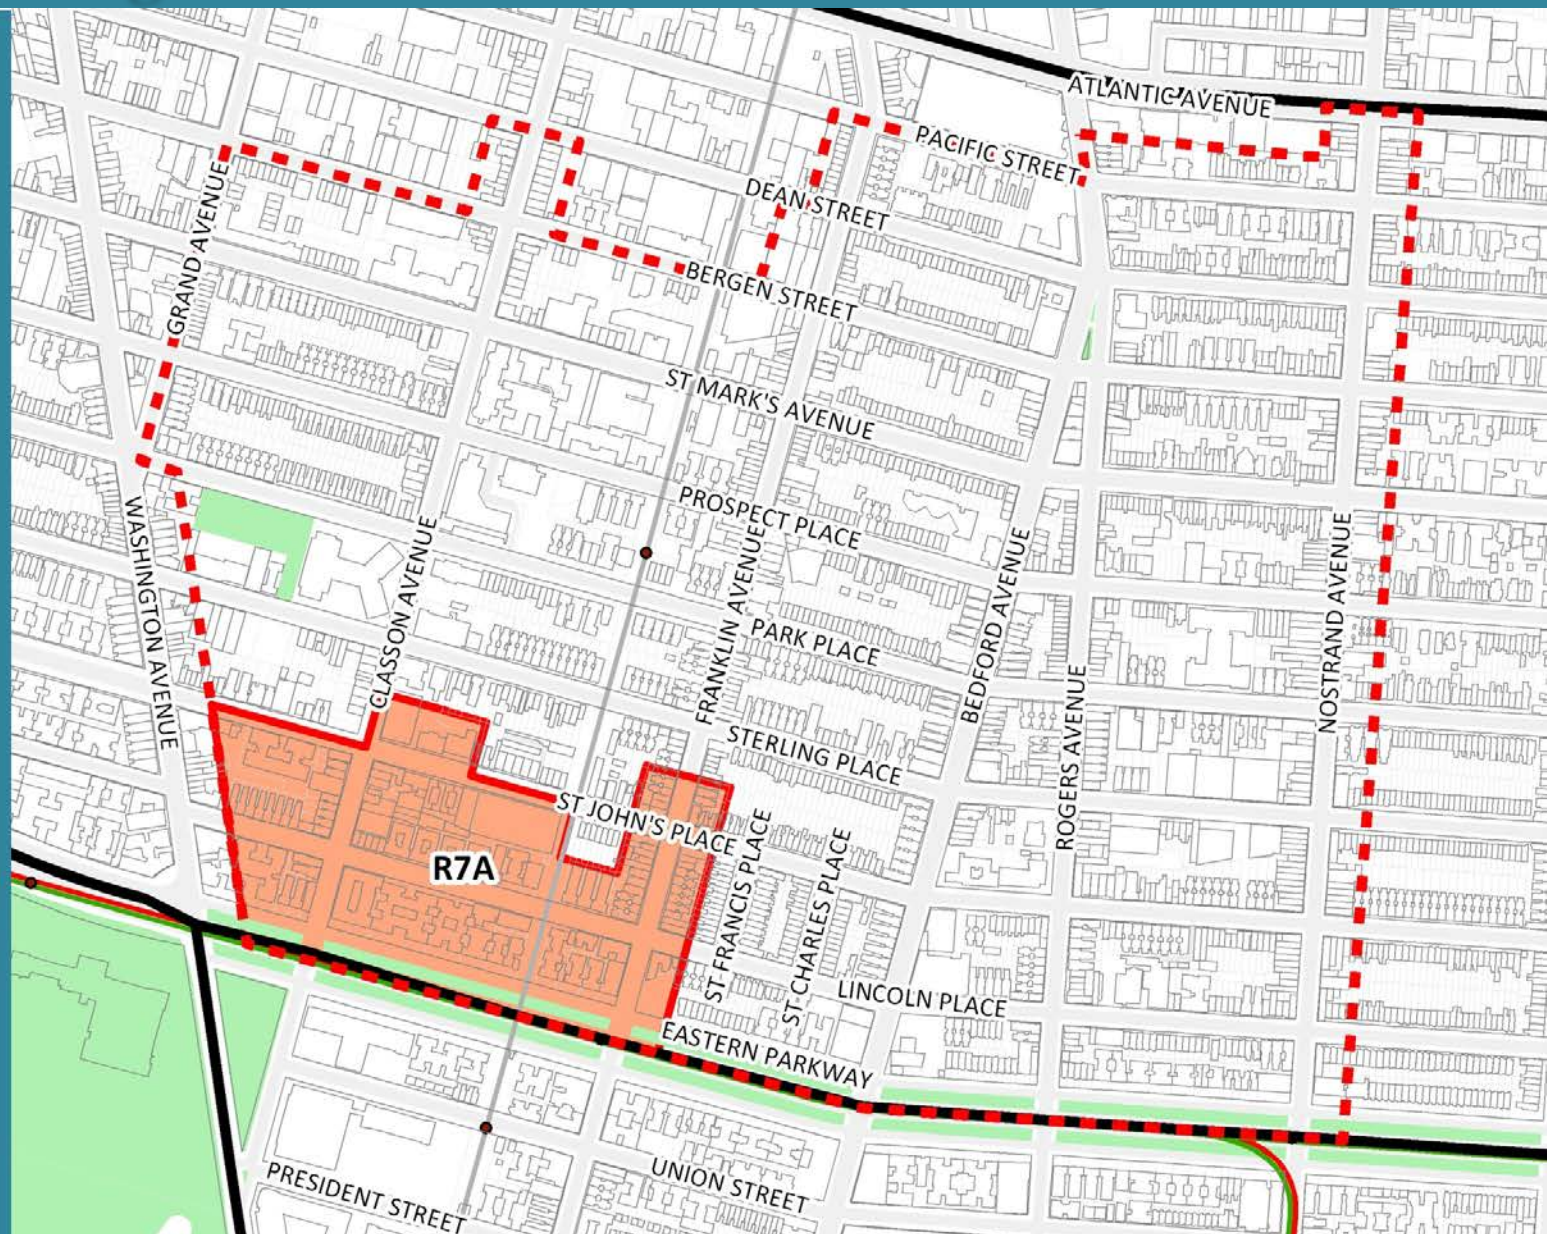 ATLANTIC AVENUE
PACIFIC STREET
DEAN STREET
GRAND AVENUE
BERGEN STREET
ST MARK'S AVENUE
PROSPECT PLACE
WASHINGTON AVENUE
CLASSON AVENUE
FRANKLIN AVENUE
BEDFORD AVENUE
NOSTRAND AVENUE
PARK PLACE
ROGERS AVENUE
STERLING PLACE
ST JOHN'S PLACE
R7A
ST FRANCIS PLACE
ST CHARLES PLACE
LINCOLN PLACE
EASTERN PARKWAY
UNION STREET
PRESIDENT STREET